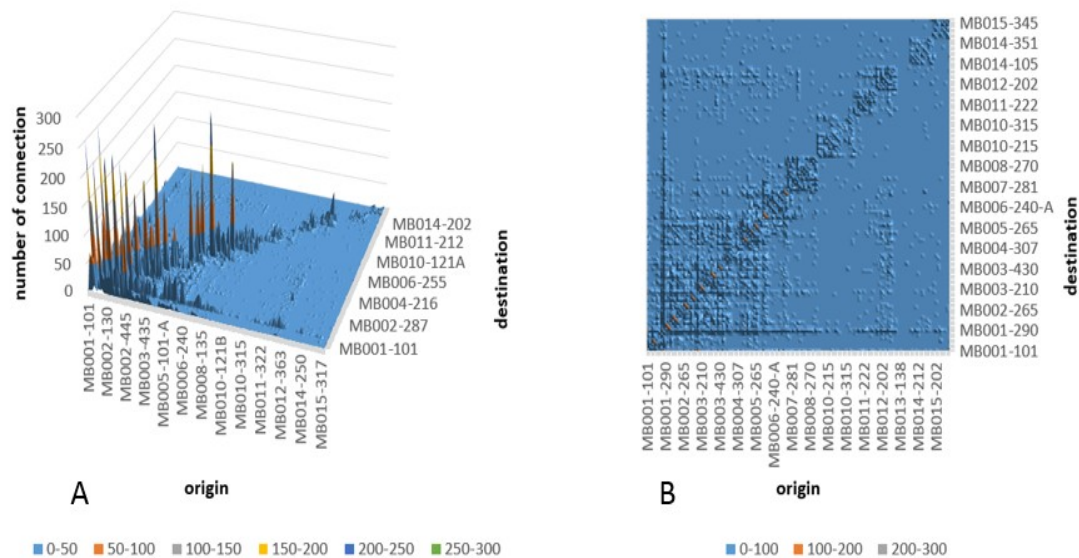 number of connection
300
250
200
150
100
50
0
MB001-101
MB002-130
MB002-445
MB003-435
MB005-101-A
MB006-240
MB008-135
MB010-121B
MB010-315
MB011-322
MB012-363
MB014-250
MB015-317
MB014-202
MB011-212
MB010-121A
MB006-255
MB004-216
MB002-287
MB001-101
destination
A
origin
0-50
50-100
100-150
150-200
200-250
250-300
MB015-345
MB014-351
MB014-105
MB012-202
MB011-222
MB010-315
MB010-215
MB008-270
MB007-281
MB006-240-A
MB005-265
MB004-307
MB003-430
MB003-210
MB002-265
MB001-290
MB001-101
destination
MB001-101
MB001-290
MB002-265
MB003-210
MB003-430
MB004-307
MB005-265
MB006-240-A
MB007-281
MB008-270
MB010-215
MB010-315
MB011-222
MB012-202
MB013-138
MB014-212
MB015-202
B
origin
0-100
100-200
200-300